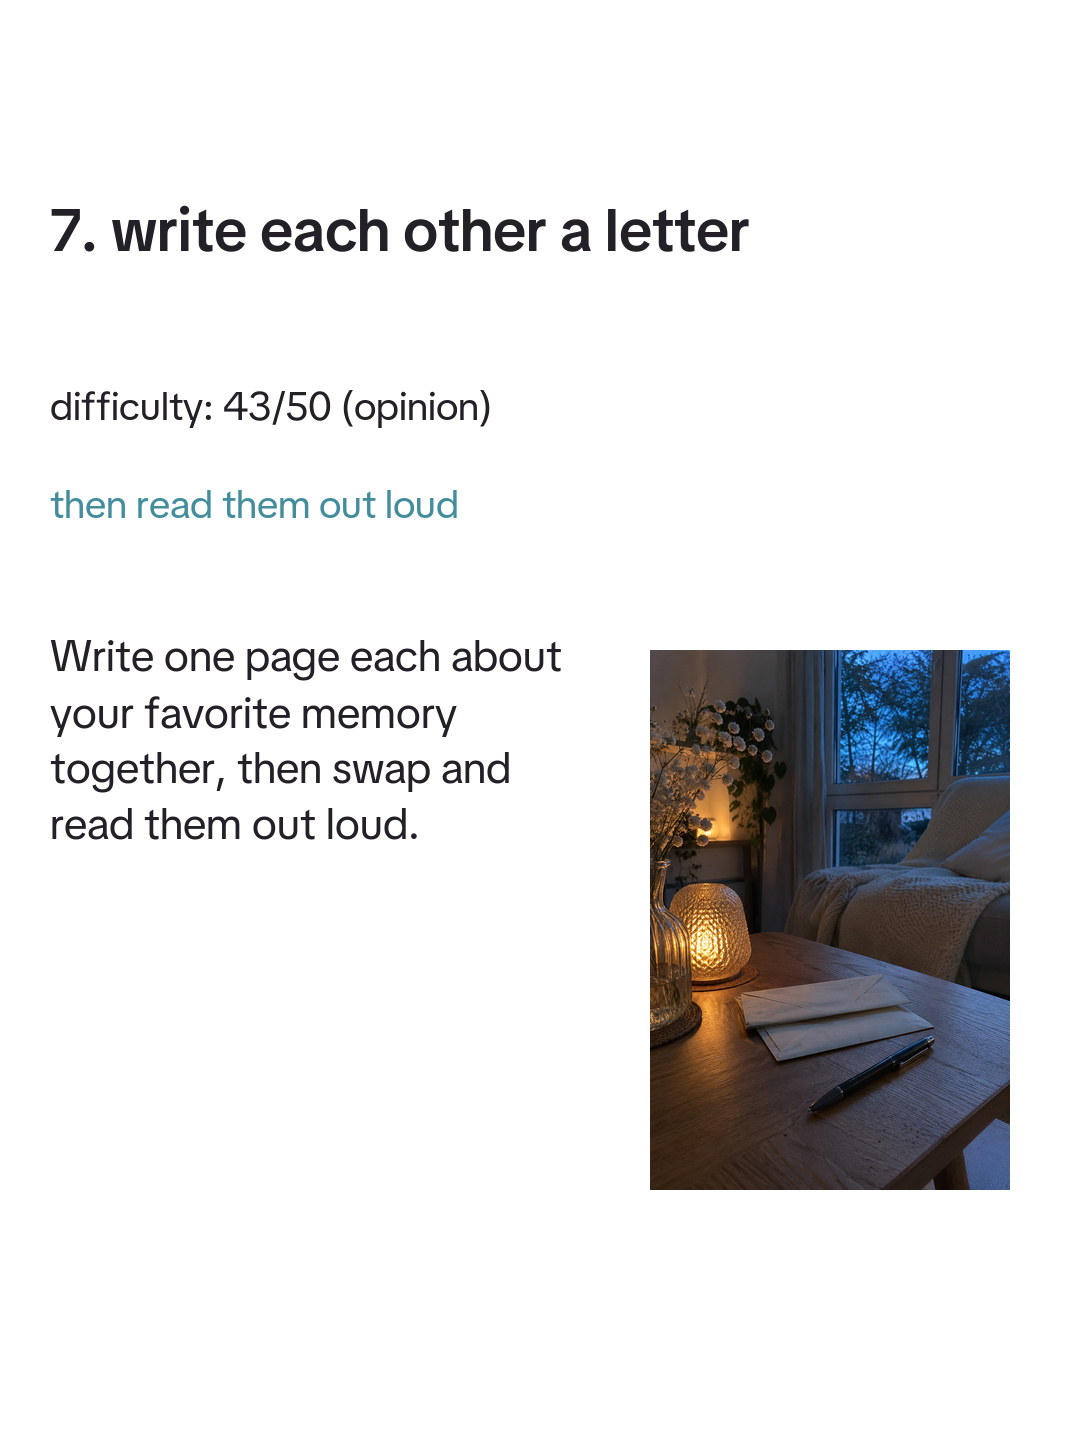 7. write each other a letter
difficulty: 43/50 (opinion)
then read them out loud
Write one page each about
your favorite memory
together, then swap and
read them out loud.